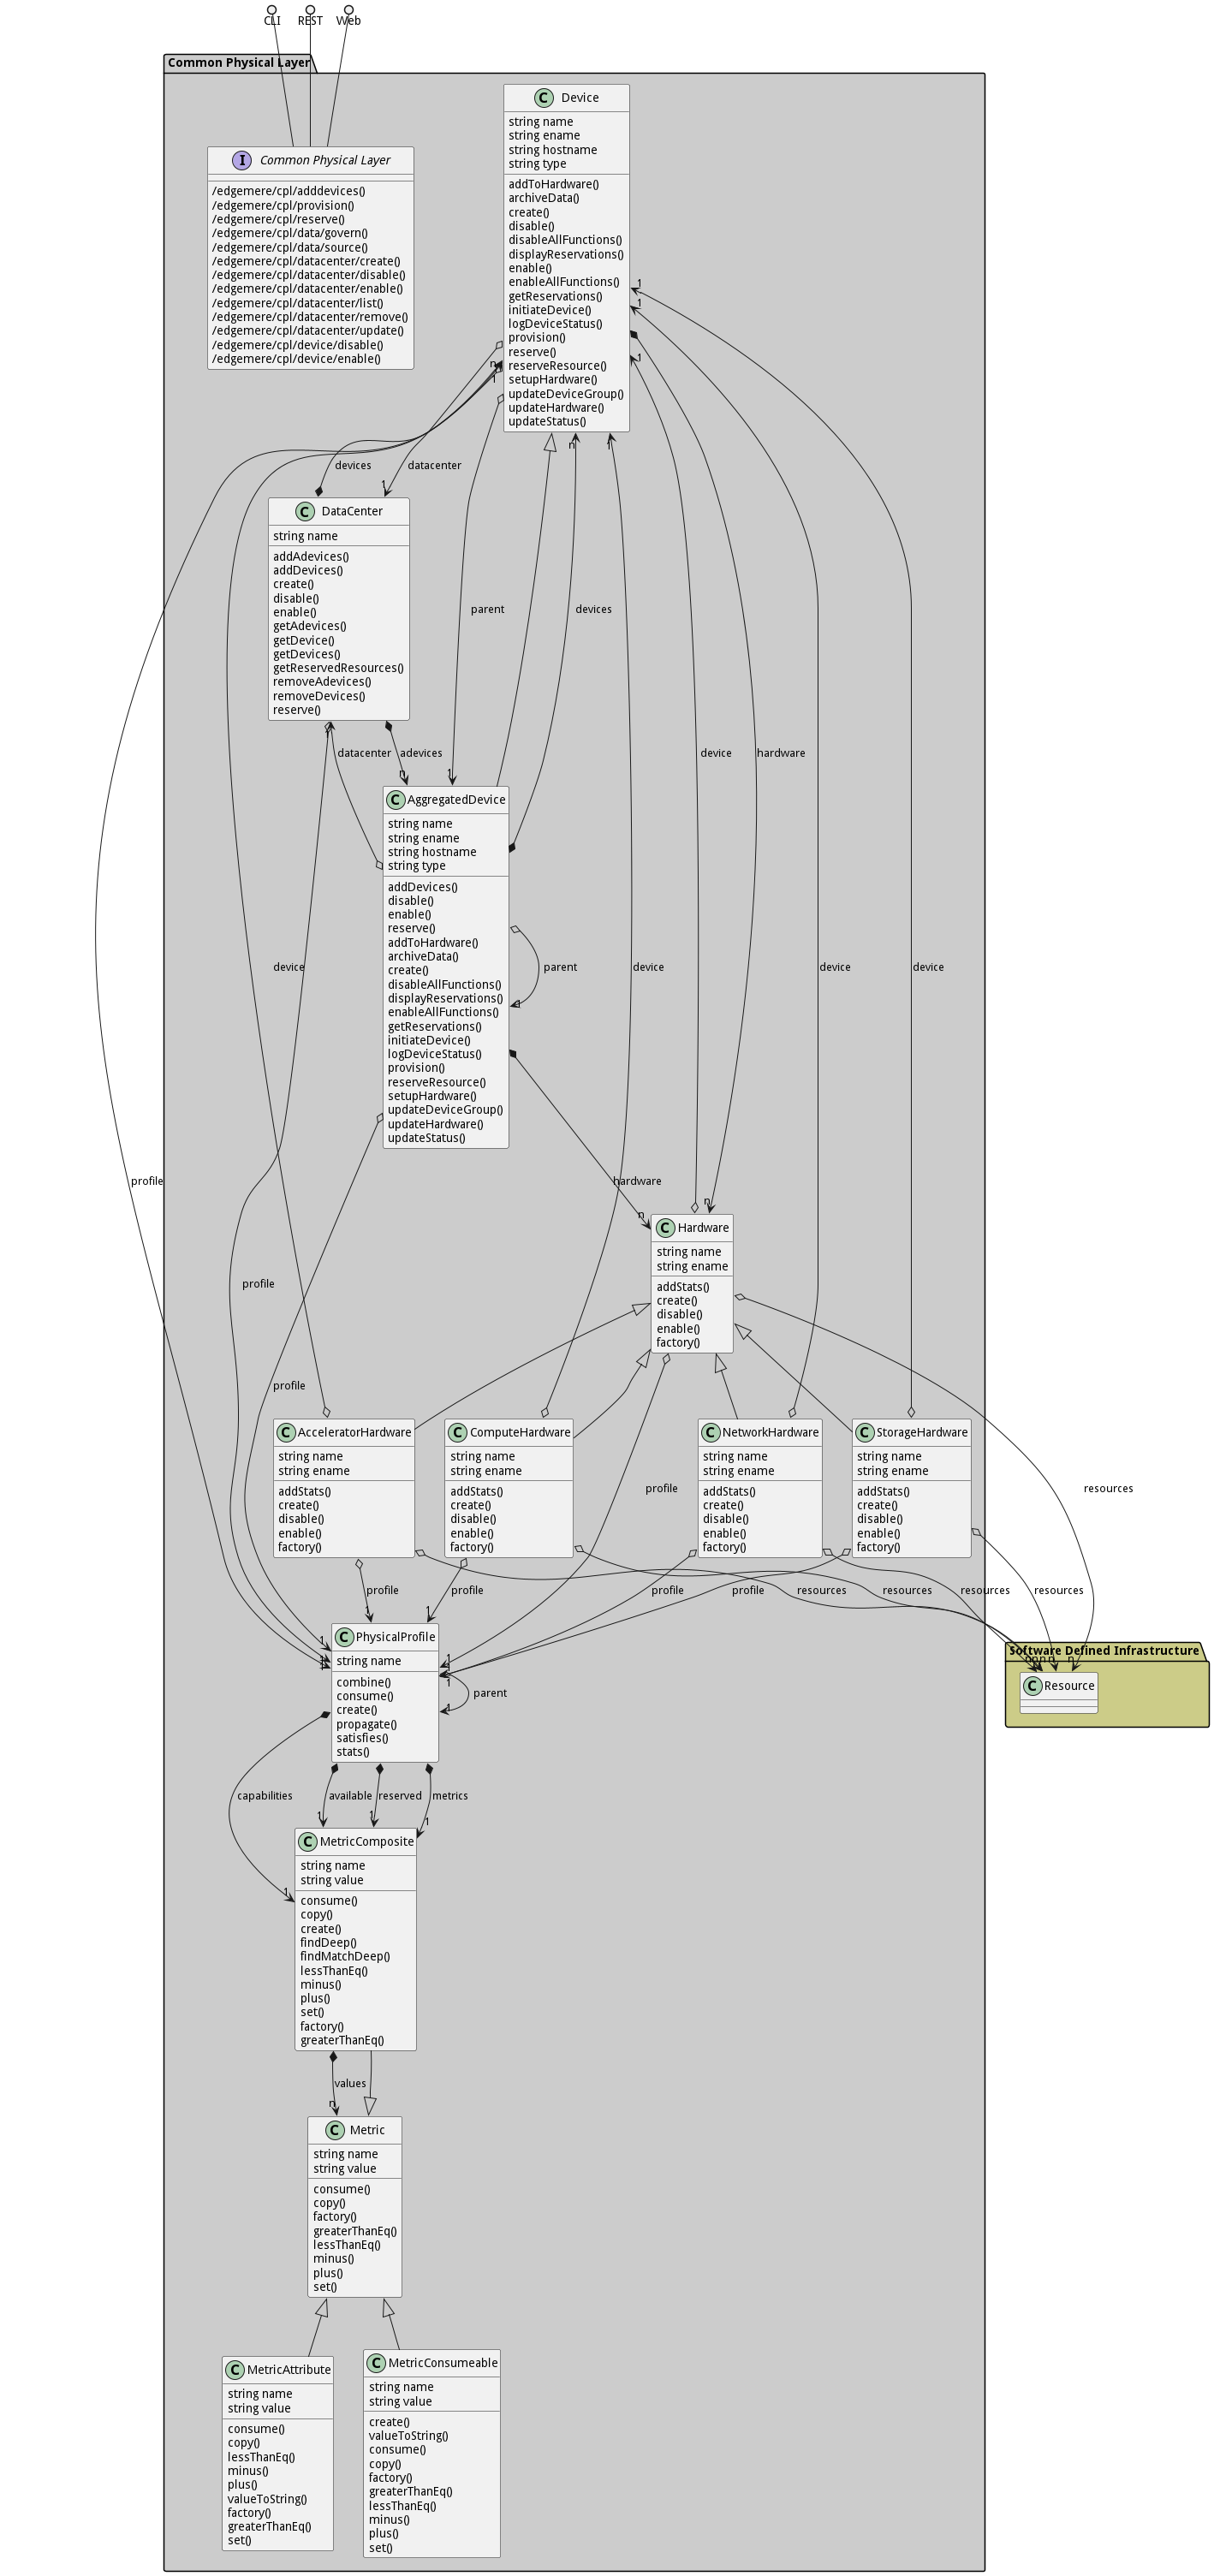 CLI
REST
Web
Common Physical Layer
C Device
string name
string ename
string hostname
string type
addToHardware()
archiveData()
create()
disable()
disableAllFunctions()
displayReservations()
enable()
enableAllFunctions()
getReservations()
initiateDevice()
logDeviceStatus()
provision()
reserve()
reserveResource()
setupHardware()
updateDeviceGroup()
updateHardware()
updateStatus()
I Common Physical Layer
/edgemere/cpl/adddevices()
/edgemere/cpl/provision()
/edgemere/cpl/reserve()
/edgemere/cpl/data/govern()
/edgemere/cpl/data/source()
/edgemere/cpl/datacenter/create()
/edgemere/cpl/datacenter/disable()
/edgemere/cpl/datacenter/enable()
/edgemere/cpl/datacenter/list()
/edgemere/cpl/datacenter/remove()
/edgemere/cpl/datacenter/update()
/edgemere/cpl/device/disable()
/edgemere/cpl/device/enable()
1
1
1
n
1
n
1
devices
datacenter
1
C DataCenter
string name
addAdevices()
addDevices()
create()
disable()
enable()
getAdevices()
getDevice()
getDevices()
getReservedResources()
removeAdevices()
removeDevices()
reserve()
parent
devices
1
datacenter
adevices
device
hardware
n
1
C AggregatedDevice
string name
string ename
string hostname
string type
addDevices()
disable()
enable()
reserve()
addToHardware()
archiveData()
create()
disableAllFunctions()
displayReservations()
enableAllFunctions()
getReservations()
initiateDevice()
logDeviceStatus()
provision()
reserveResource()
setupHardware()
updateDeviceGroup()
updateHardware()
updateStatus()
device
parent
device
device
device
1
profile
hardware
n
n
C Hardware
string name
string ename
addStats()
create()
disable()
enable()
factory()
profile
profile
C AcceleratorHardware
string name
string ename
addStats()
create()
disable()
enable()
factory()
C ComputeHardware
string name
string ename
addStats()
create()
disable()
enable()
factory()
C NetworkHardware
string name
string ename
addStats()
create()
disable()
enable()
factory()
C StorageHardware
string name
string ename
addStats()
create()
disable()
enable()
factory()
profile
resources
profile
profile
profile
profile
resources
resources
resources
resources
1
1
1
1
1
1
C PhysicalProfile
string name
combine()
consume()
create()
propagate()
satisfies()
stats()
parent
1
Software Defined Infrastructure
n
n
C Resource
capabilities
available
reserved
metrics
1
1
1
1
C MetricComposite
string name
string value
consume()
copy()
create()
findDeep()
findMatchDeep()
lessThanEq()
minus()
plus()
set()
factory()
greaterThanEq()
values
n
C Metric
string name
string value
consume()
copy()
factory()
greaterThanEq()
lessThanEq()
minus()
plus()
set()
C MetricAttribute
string name
string value
consume()
copy()
lessThanEq()
minus()
plus()
valueToString()
factory()
greaterThanEq()
set()
C MetricConsumeable
string name
string value
create()
valueToString()
consume()
copy()
factory()
greaterThanEq()
lessThanEq()
minus()
plus()
set()